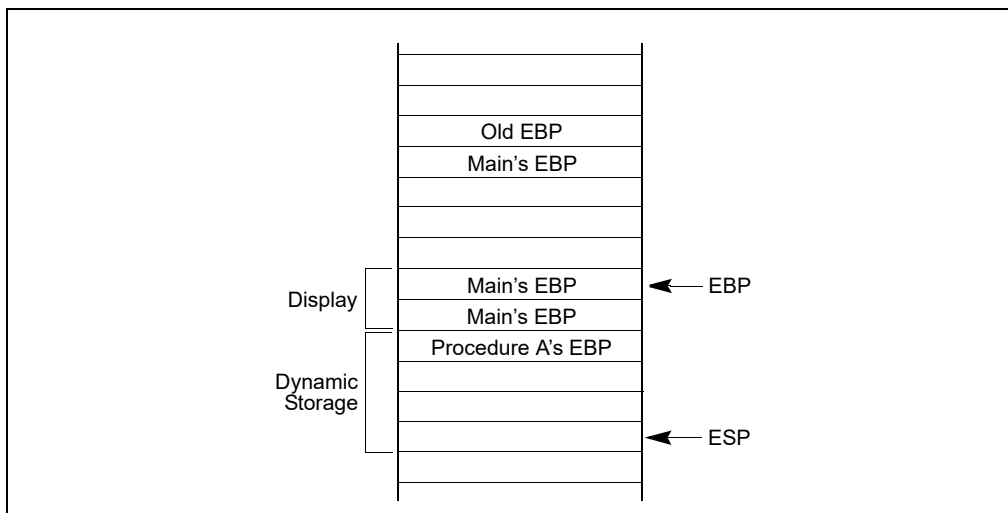 Old EBP
Main’s EBP
Display
Main’s EBP
EBP
Main’s EBP
Procedure A’s EBP
Dynamic
Storage
ESP